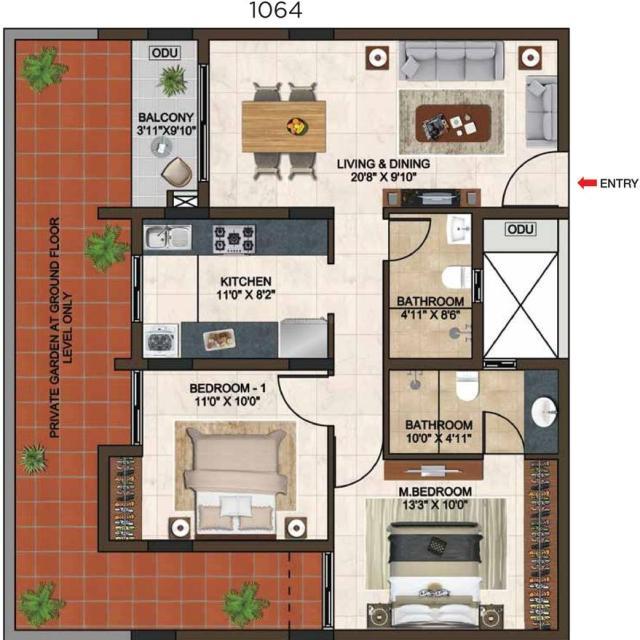 1064
ODU
BALCONY
3'11"X9'10"
LIVING & DINING
20'8" X 9'10"
ENTRY
ODU
KITCHEN
11'0" X 8'2"
BATHROOM
4'11" X 8'6"
PRIVATE GARDEN AT GROUND FLOOR
LEVEL ONLY
BEDROOM - 1
11'0" X 10'0"
BATHROOM
10'0" X 4'11"
M.BEDROOM
13'3" X 10'0"